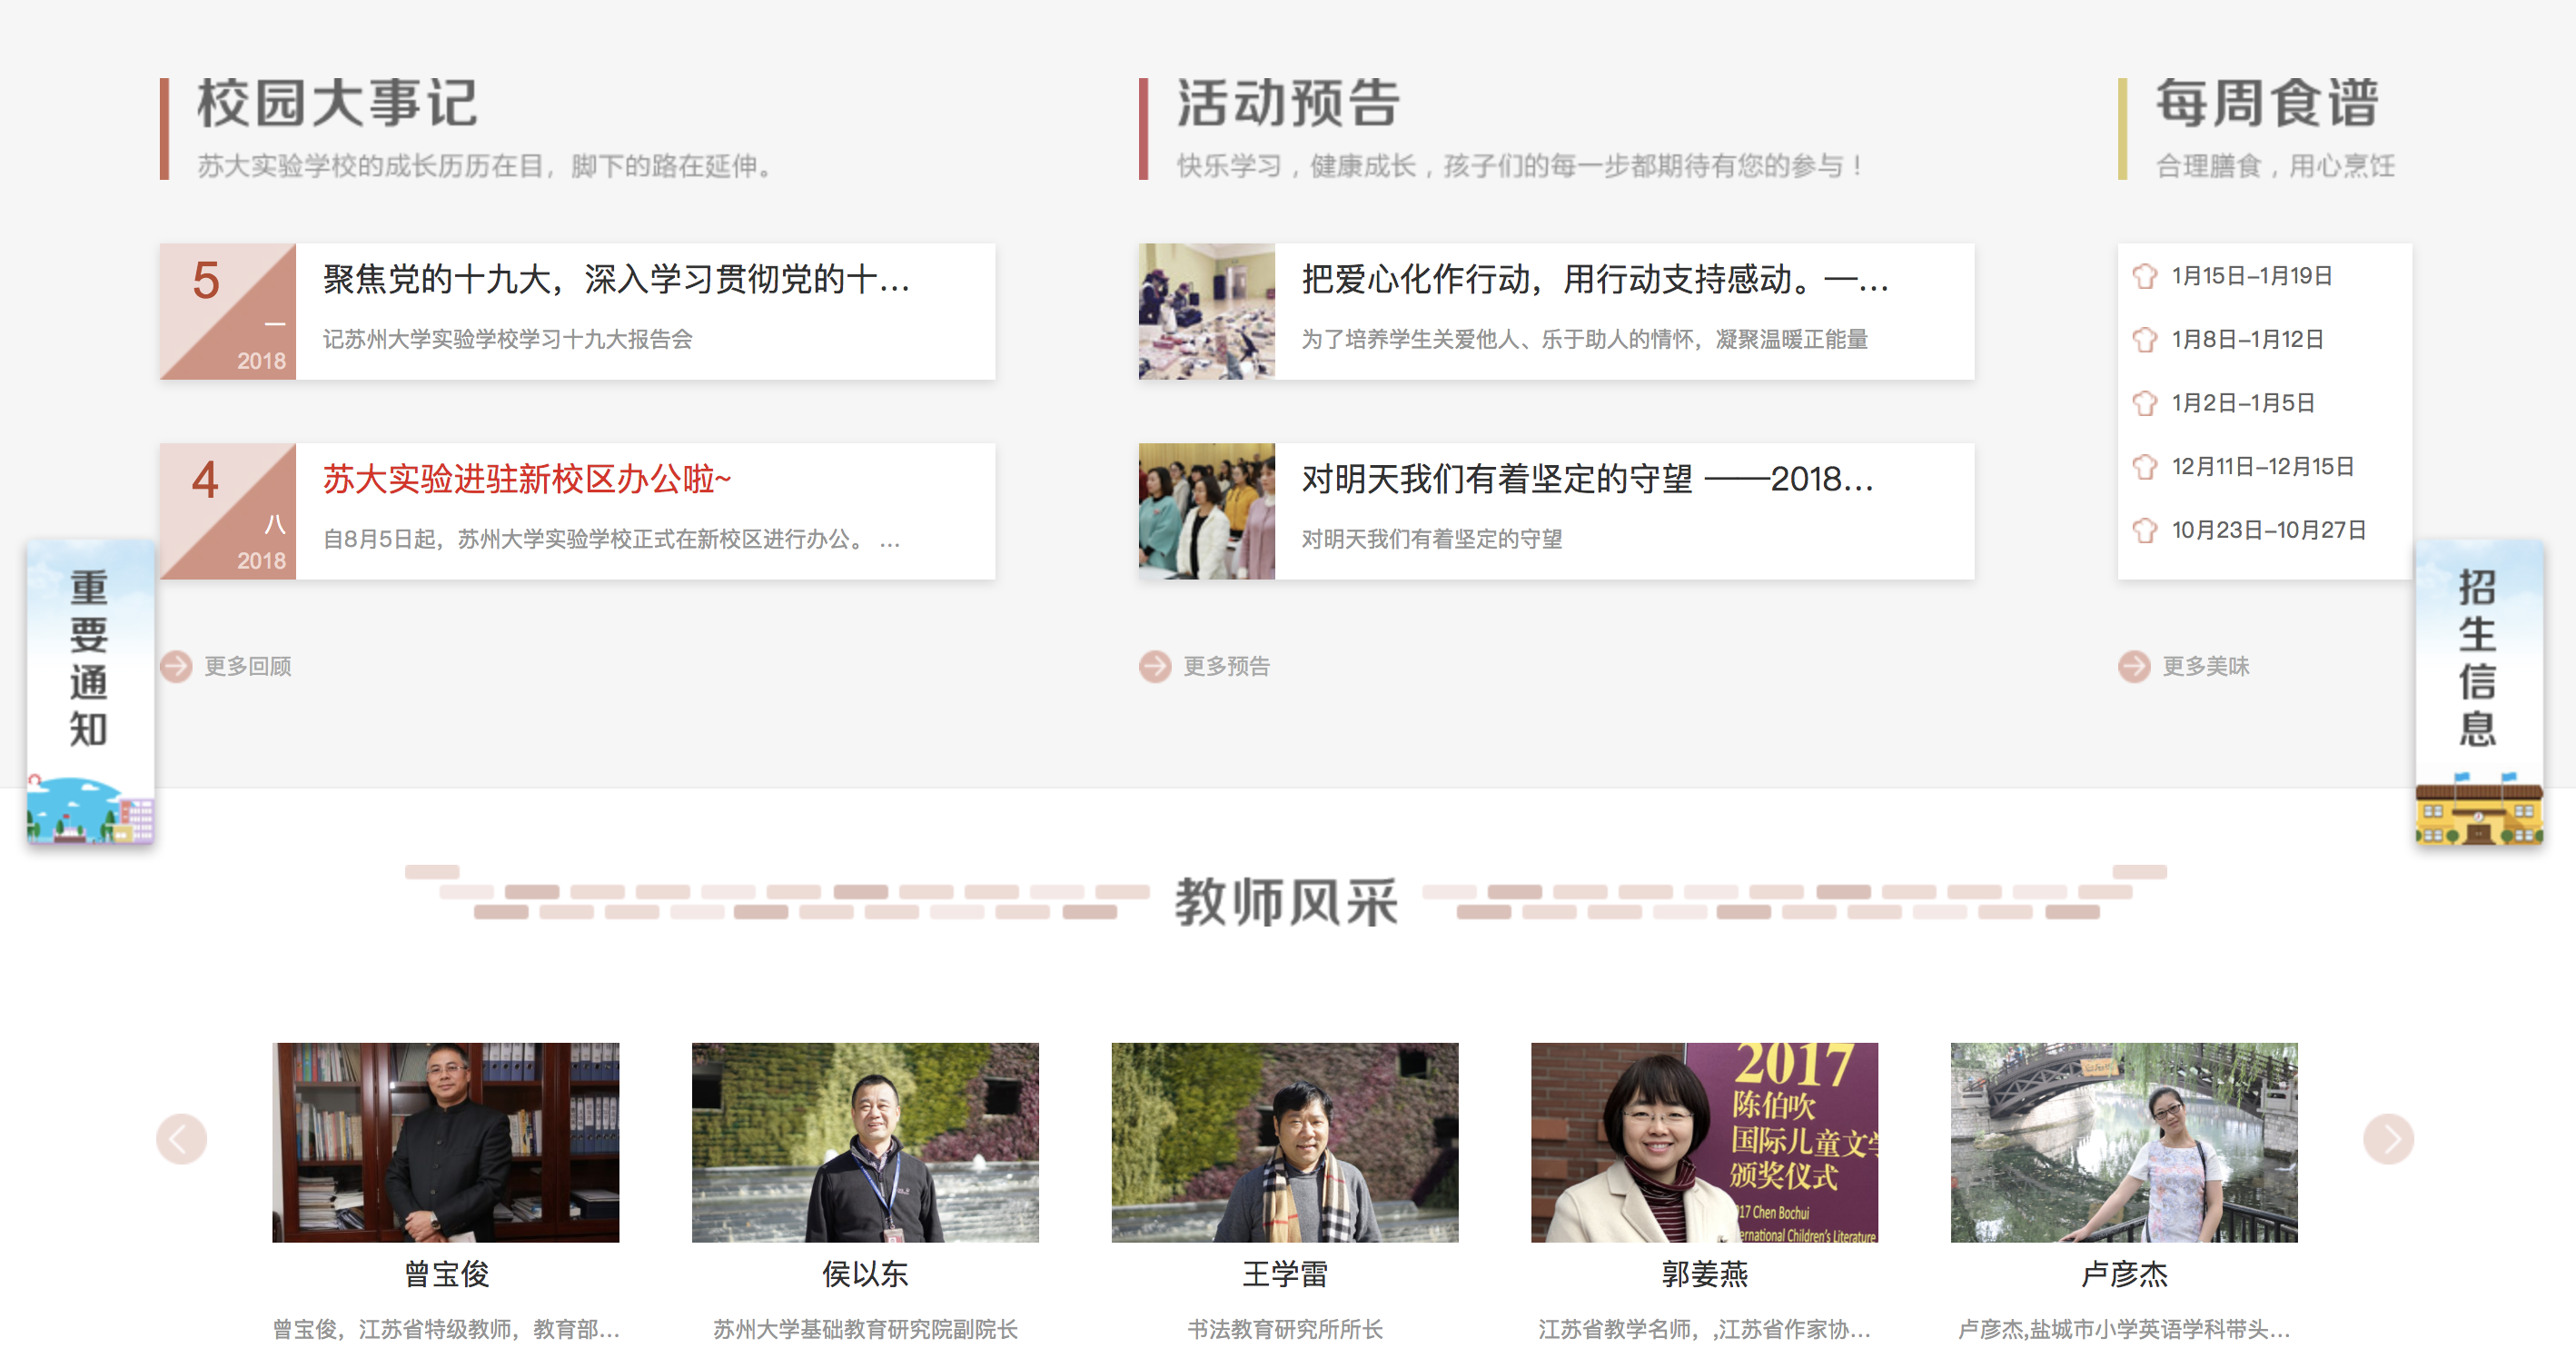 校园大事记
苏大实验学校的成长历历在目，脚下的路在延伸。
5
一
2018
聚焦党的十九大，深入学习贯彻党的十...
记苏州大学实验学校学习十九大报告会
4
八
2018
苏大实验进驻新校区办公啦~
自8月5日起，苏州大学实验学校正式在新校区进行办公。 ...
更多回顾
活动预告
快乐学习，健康成长，孩子们的每一步都期待有您的参与！
把爱心化作行动，用行动支持感动。—...
为了培养学生关爱他人、乐于助人的情怀，凝聚温暖正能量
对明天我们有着坚定的守望 ——2018...
对明天我们有着坚定的守望
更多预告
每周食谱
合理膳食，用心烹饪
1月15日-1月19日
1月8日-1月12日
1月2日-1月5日
12月11日-12月15日
10月23日-10月27日
更多美味
重要通知
招生信息
教师风采
2017
陈伯吹
国际儿童文学
颁奖仪式
017 Chen Bochui
ernational Children's Literature
曾宝俊
曾宝俊，江苏省特级教师，教育部...
侯以东
苏州大学基础教育研究院副院长
王学雷
书法教育研究所所长
郭姜燕
江苏省教学名师，,江苏省作家协...
卢彦杰
卢彦杰,盐城市小学英语学科带头...